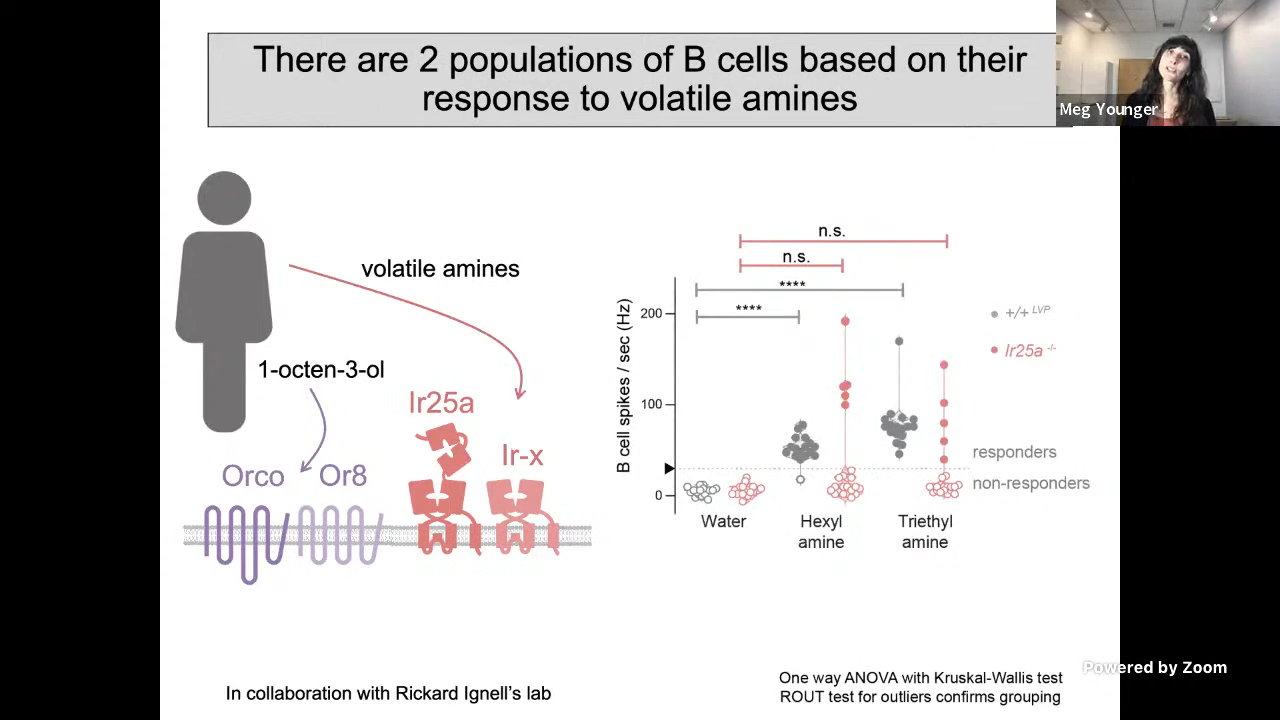 There are 2 populations of B cells based on their
response to volatile amines
Meg Younger
volatile amines
1-octen-3-ol
Ir25a
Ir-x
Orco
Or8
n.s.
n.s.
****
****
B cell spikes / sec (Hz)
200
100
0
+/+ LVP
Ir25a -/-
responders
non-responders
Water
Hexyl
amine
Triethyl
amine
In collaboration with Rickard Ignell's lab
One way ANOVA with Kruskal-Wallis test
ROUT test for outliers confirms grouping
Powered by Zoom